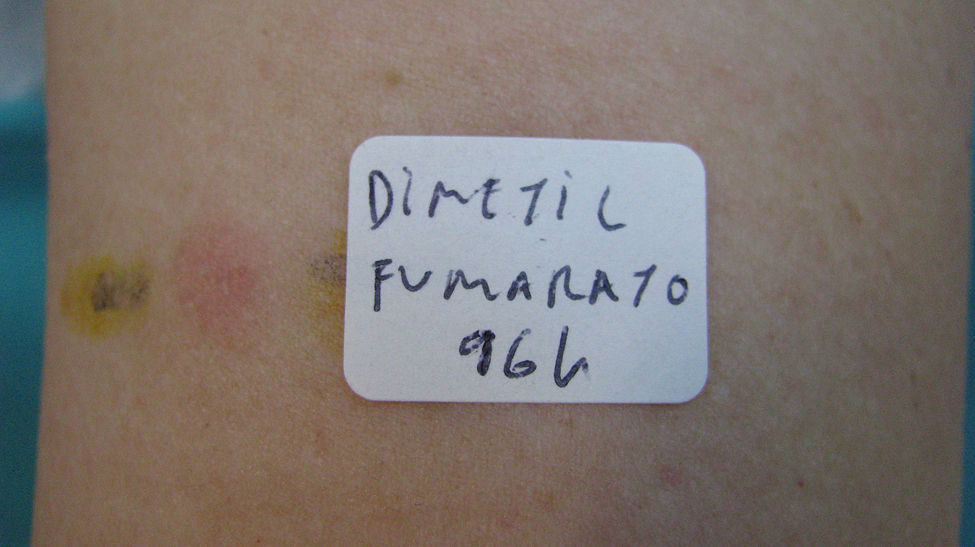 DIMETIL
FUMARATO
96h